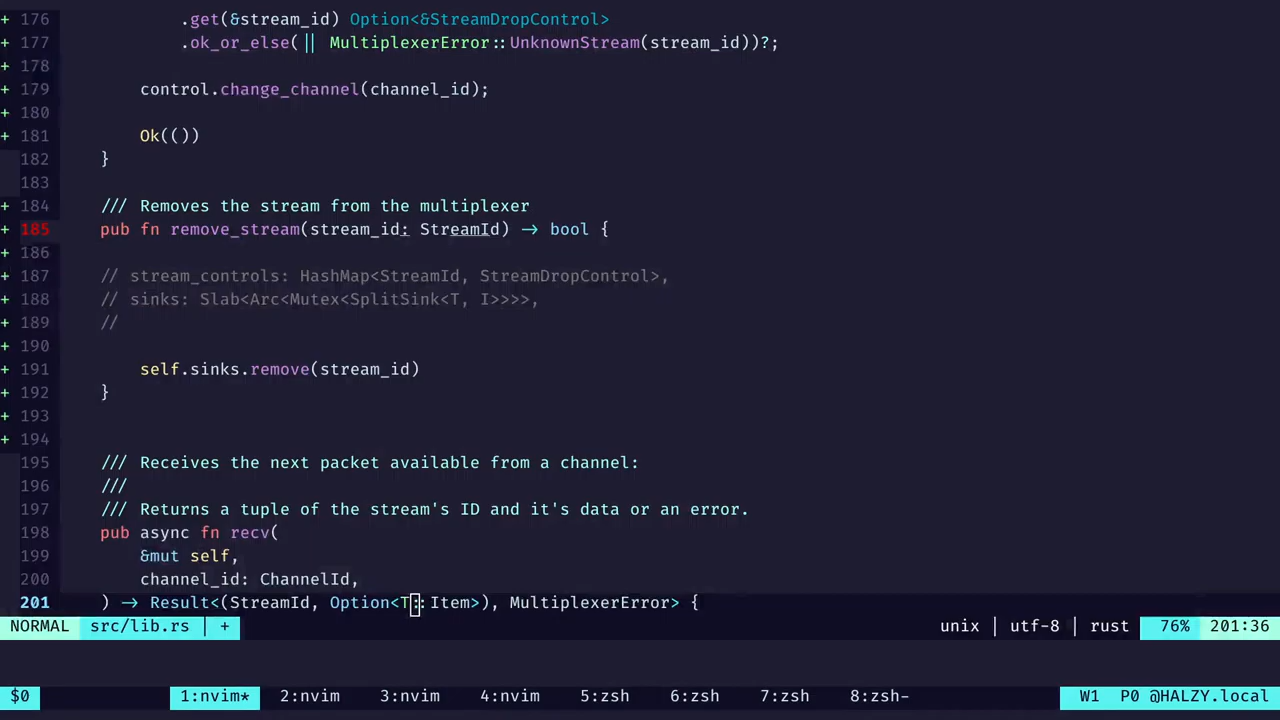 + 176 .get(&stream_id) Option<&StreamDropControl>
+ 177 .ok_or_else(|| MultiplexerError::UnknownStream(stream_id))?;
+ 178
+ 179 control.change_channel(channel_id);
+ 180
+ 181 Ok(())
182 }
183
+ 184 /// Removes the stream from the multiplexer
+ 185 pub fn remove_stream(stream_id: StreamId) -> bool {
+ 186
+ 187 // stream_controls: HashMap<StreamId, StreamDropControl>,
+ 188 // sinks: Slab<Arc<Mutex<SplitSink<T, I>>>>,
+ 189 //
+ 190
+ 191 self.sinks.remove(stream_id)
+ 192 }
+ 193
+ 194
195 /// Receives the next packet available from a channel:
196 ///
197 /// Returns a tuple of the stream's ID and it's data or an error.
198 pub async fn recv(
199 &mut self,
200 channel_id: ChannelId,
201 ) -> Result<(StreamId, Option<T::Item>), MultiplexerError> {
NORMAL src/lib.rs | + unix | utf-8 | rust 76% 201:36
$0 1:nvim* 2:nvim 3:nvim 4:nvim 5:zsh 6:zsh 7:zsh 8:zsh- W1 P0 @HALZY.local